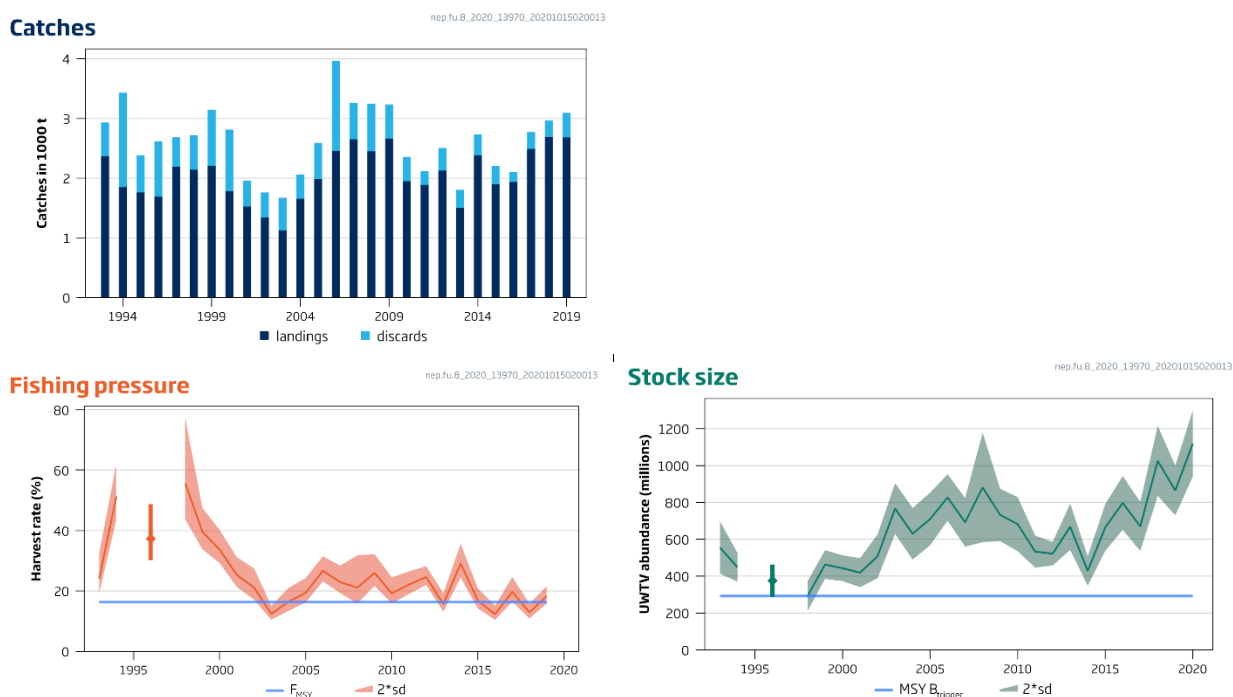 Catches
nep.fu.8_2020_13970_20201015020013
Catches in 1000 t
4
3
2
1
0
1994 1999 2004 2009 2014 2019
landings discards
Fishing pressure
nep.fu.8_2020_13970_20201015020013
Harvest rate (%)
80
60
40
20
0
1995 2000 2005 2010 2015 2020
FMSY 2*sd
Stock size
nep.fu.8_2020_13970_20201015020013
UWTV abundance (millions)
1200
1000
800
600
400
200
0
1995 2000 2005 2010 2015 2020
MSY Btrigger 2*sd